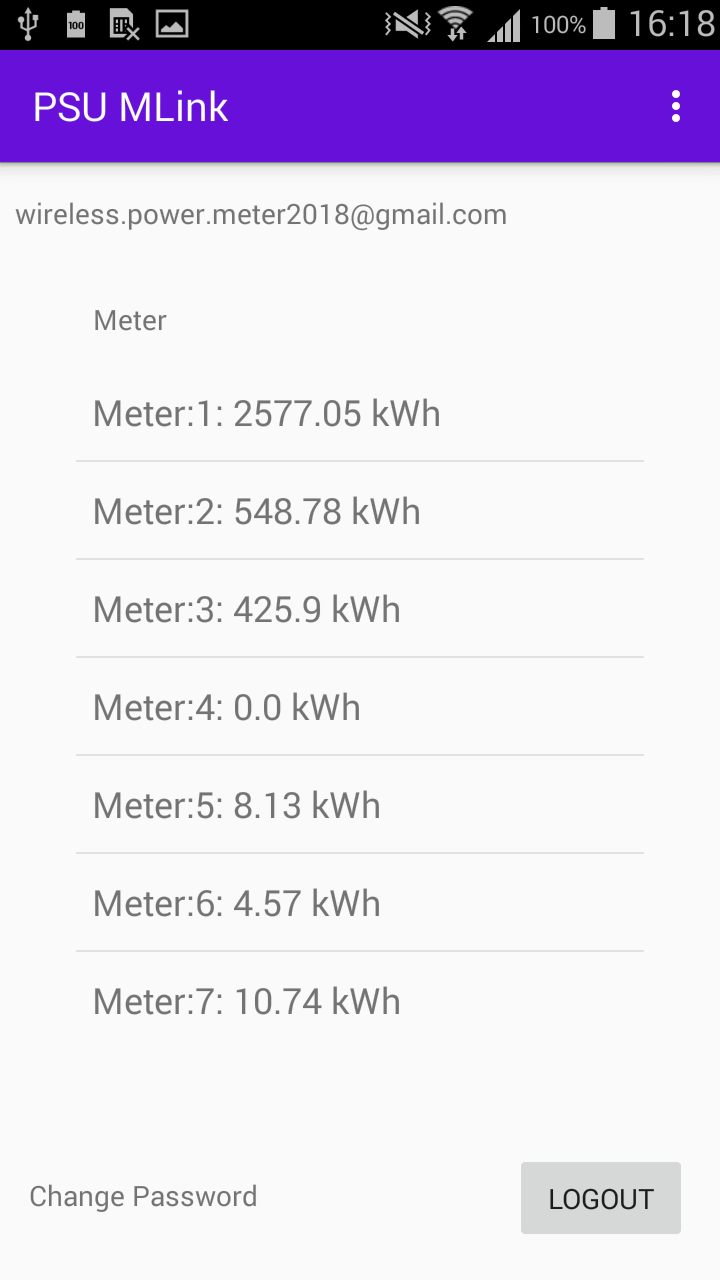 100 100% 16:18
PSU MLink
wireless.power.meter2018@gmail.com
Meter
Meter:1: 2577.05 kWh
Meter:2: 548.78 kWh
Meter:3: 425.9 kWh
Meter:4: 0.0 kWh
Meter:5: 8.13 kWh
Meter:6: 4.57 kWh
Meter:7: 10.74 kWh
Change Password LOGOUT